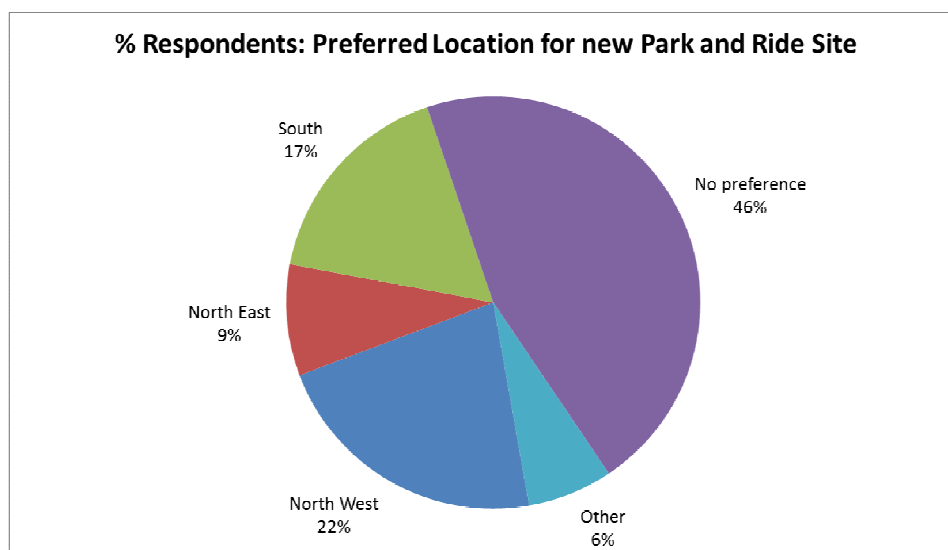 % Respondents: Preferred Location for new Park and Ride Site
South
17%
No preference
46%
North East
9%
North West
22%
Other
6%